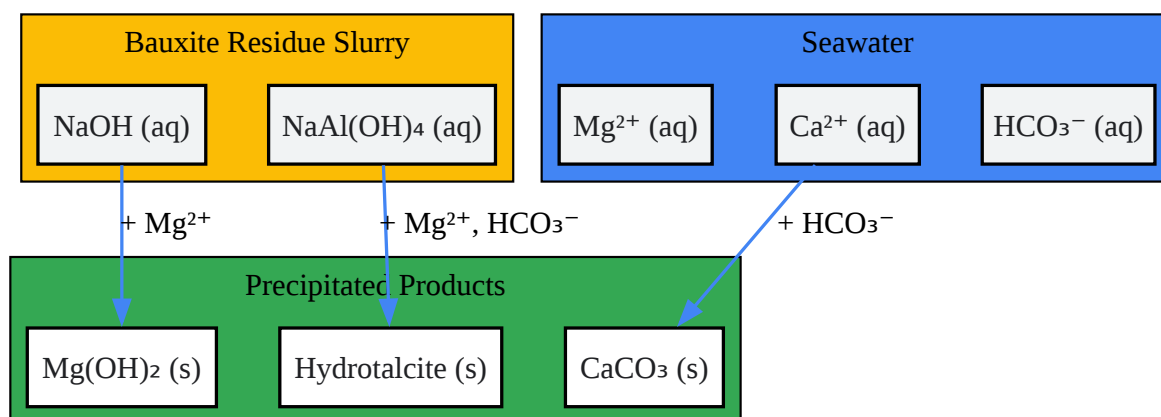 Bauxite Residue Slurry
Seawater
NaOH (aq)
NaAl(OH)₄ (aq)
Mg²⁺ (aq)
Ca²⁺ (aq)
HCO₃⁻ (aq)
+ Mg²⁺
+ Mg²⁺, HCO₃⁻
+ HCO₃⁻
Precipitated Products
Mg(OH)₂ (s)
Hydrotalcite (s)
CaCO₃ (s)